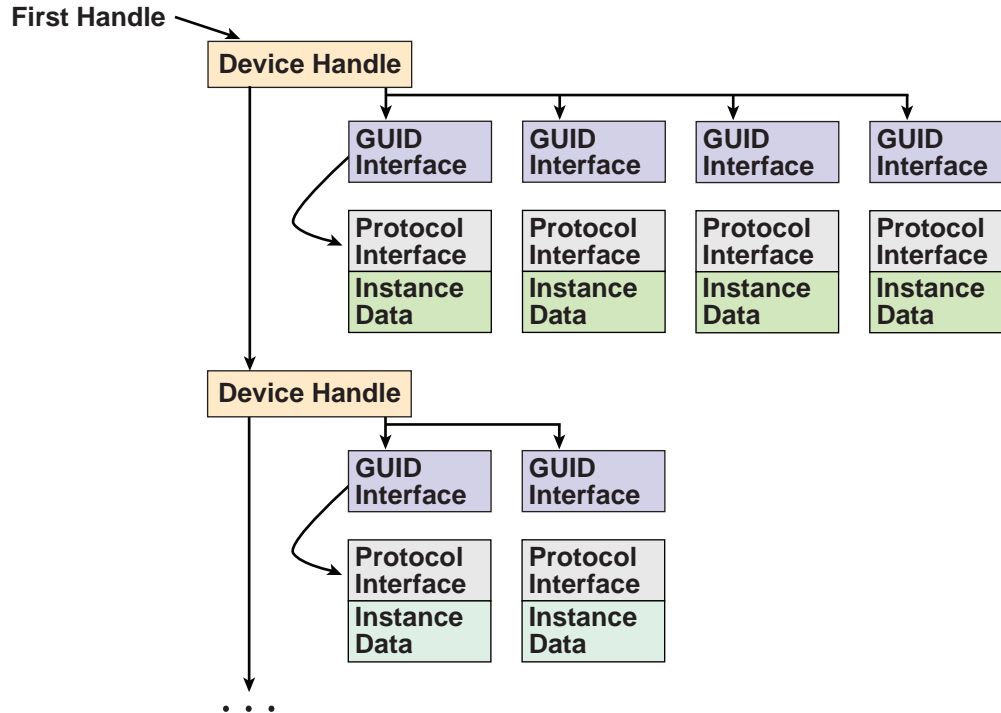 First Handle
Device Handle
GUID
Interface
GUID
Interface
GUID
Interface
GUID
Interface
Protocol
Interface
Protocol
Interface
Protocol
Interface
Protocol
Interface
Instance
Data
Instance
Data
Instance
Data
Instance
Data
Device Handle
GUID
Interface
GUID
Interface
Protocol
Interface
Protocol
Interface
Instance
Data
Instance
Data
. . .